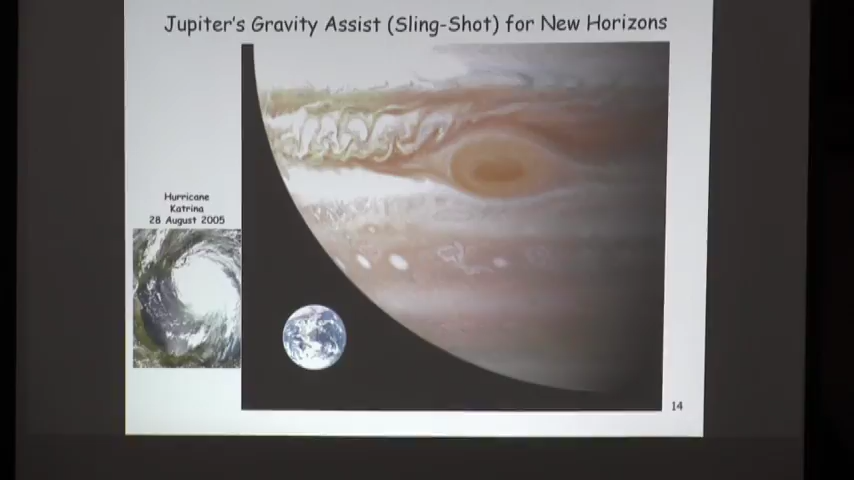 Jupiter's Gravity Assist (Sling-Shot) for New Horizons
Hurricane
Katrina
28 August 2005
14